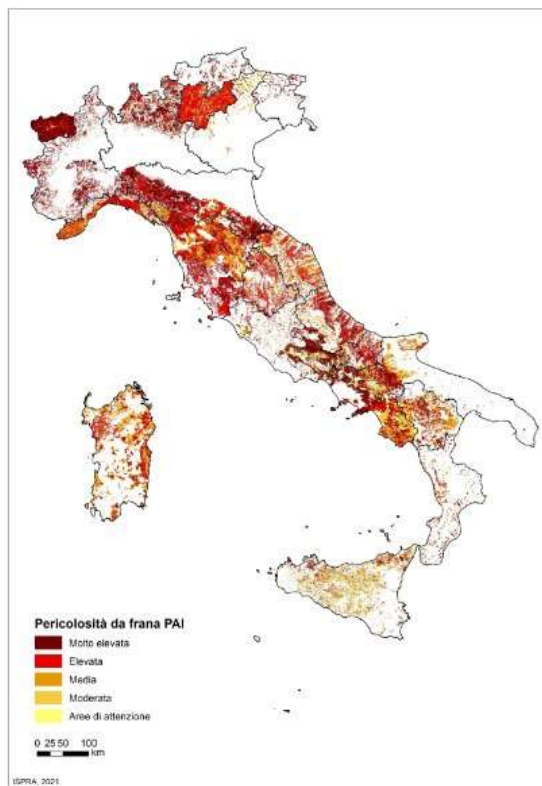 Pericolosità da frana PAI
Molto elevata
Elevata
Media
Moderata
Aree di attenzione
0 25 50 100
km
ISPRA, 2021